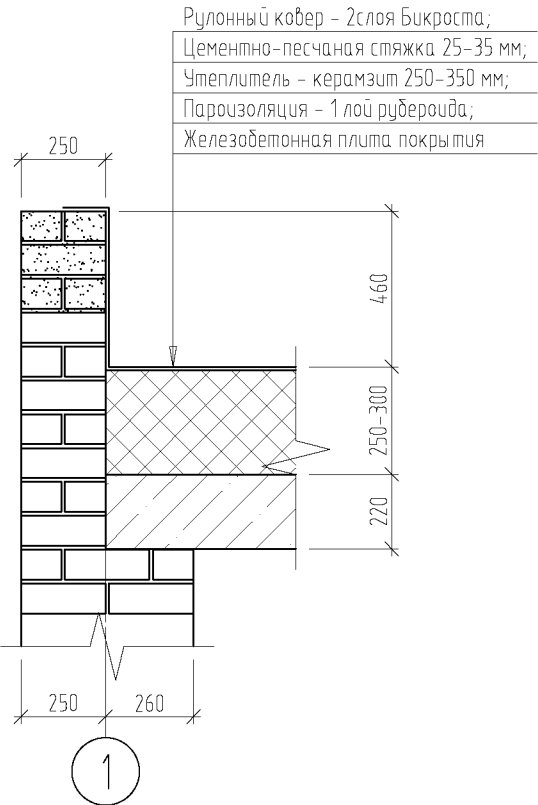 Рулонный ковер - 2слоя Бикроста;
Цементно-песчаная стяжка 25-35 мм;
Утеплитель - керамзит 250-350 мм;
Пароизоляция - 1 лой рубероида;
Железобетонная плита покрытия
250
460
250-300
220
250
260
1